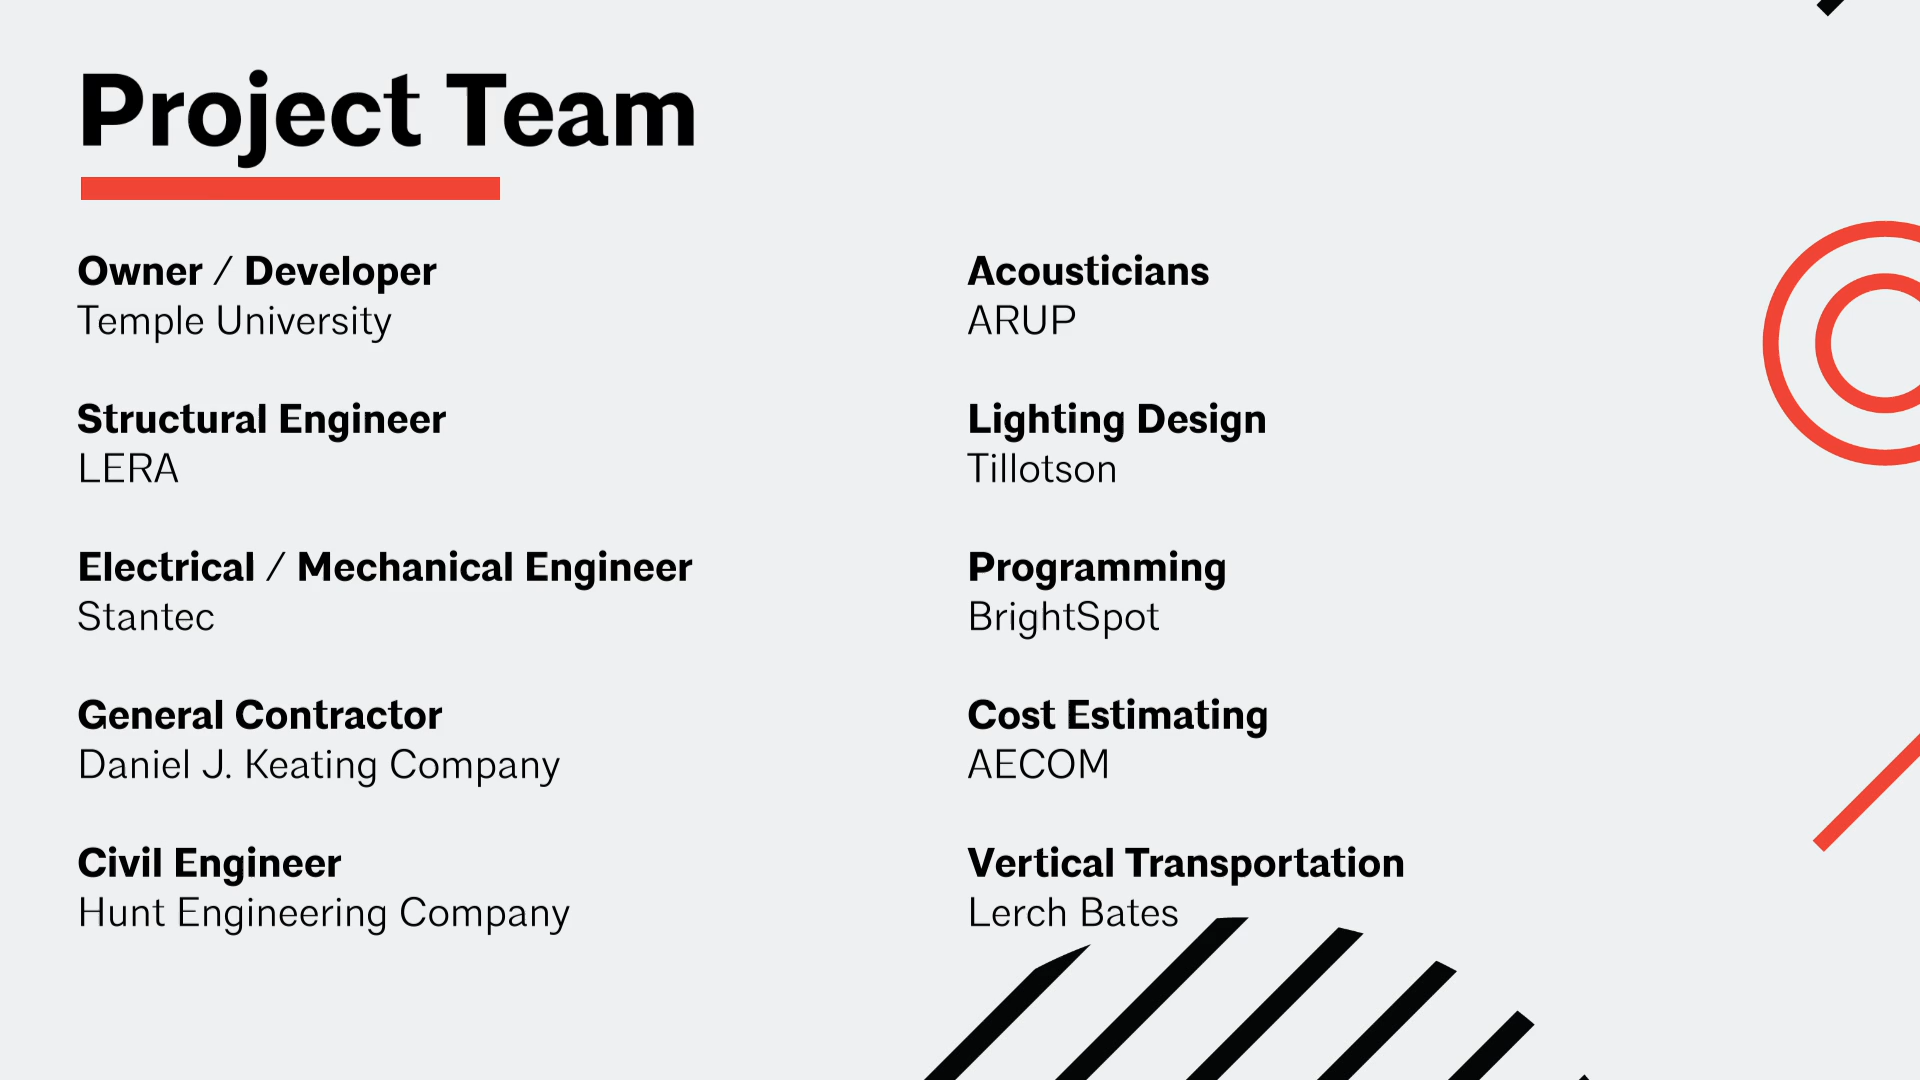 Project Team
Owner / Developer
Temple University
Structural Engineer
LERA
Electrical / Mechanical Engineer
Stantec
General Contractor
Daniel J. Keating Company
Civil Engineer
Hunt Engineering Company
Acousticians
ARUP
Lighting Design
Tillotson
Programming
BrightSpot
Cost Estimating
AECOM
Vertical Transportation
Lerch Bates